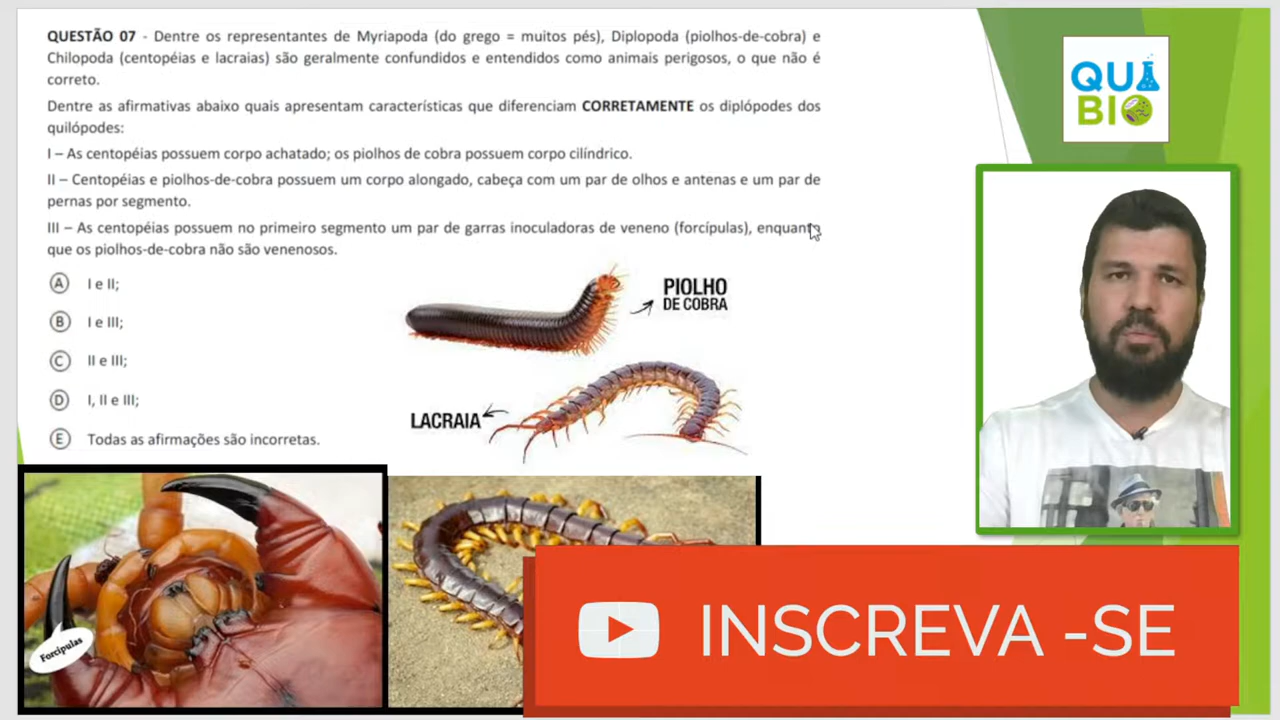 QUESTÃO 07 - Dentre os representantes de Myriapoda (do grego = muitos pés), Diplopoda (piolhos-de-cobra) e
Chilopoda (centopéias e lacraias) são geralmente confundidos e entendidos como animais perigosos, o que não é
correto.
Dentre as afirmativas abaixo quais apresentam características que diferenciam CORRETAMENTE os diplópodes dos
quilópodes:
I – As centopéias possuem corpo achatado; os piolhos de cobra possuem corpo cilíndrico.
II – Centopéias e piolhos-de-cobra possuem um corpo alongado, cabeça com um par de olhos e antenas e um par de
pernas por segmento.
III – As centopéias possuem no primeiro segmento um par de garras inoculadoras de veneno (forcípulas), enquanto
que os piolhos-de-cobra não são venenosos.
A I e II;
B I e III;
C II e III;
D I, II e III;
E Todas as afirmações são incorretas.
PIOLHO
DE COBRA
LACRAIA
Forcípulas
QUI
BIO
INSCREVA -SE